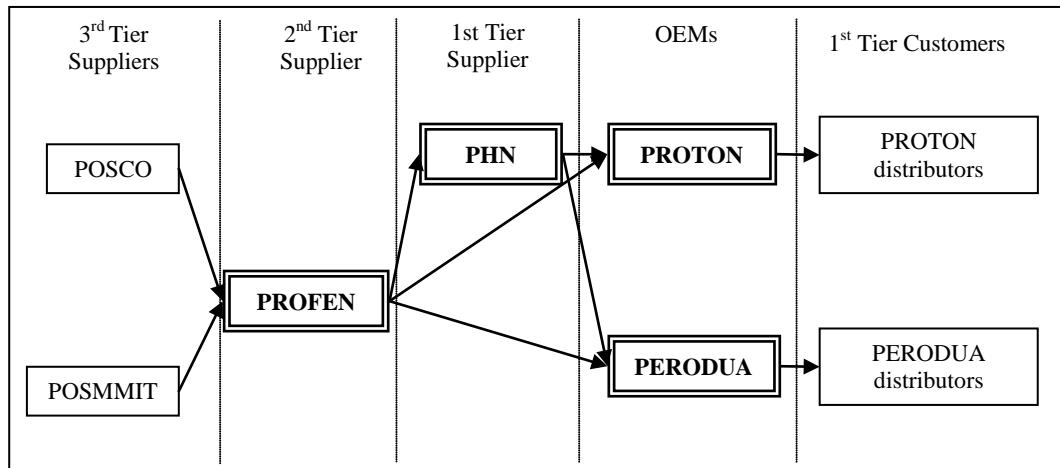 3rd Tier
Suppliers
2nd Tier
Supplier
1st Tier
Supplier
OEMs
1st Tier Customers
POSCO
PHN
PROTON
PROTON
distributors
PROFEN
POSMMIT
PERODUA
PERODUA
distributors